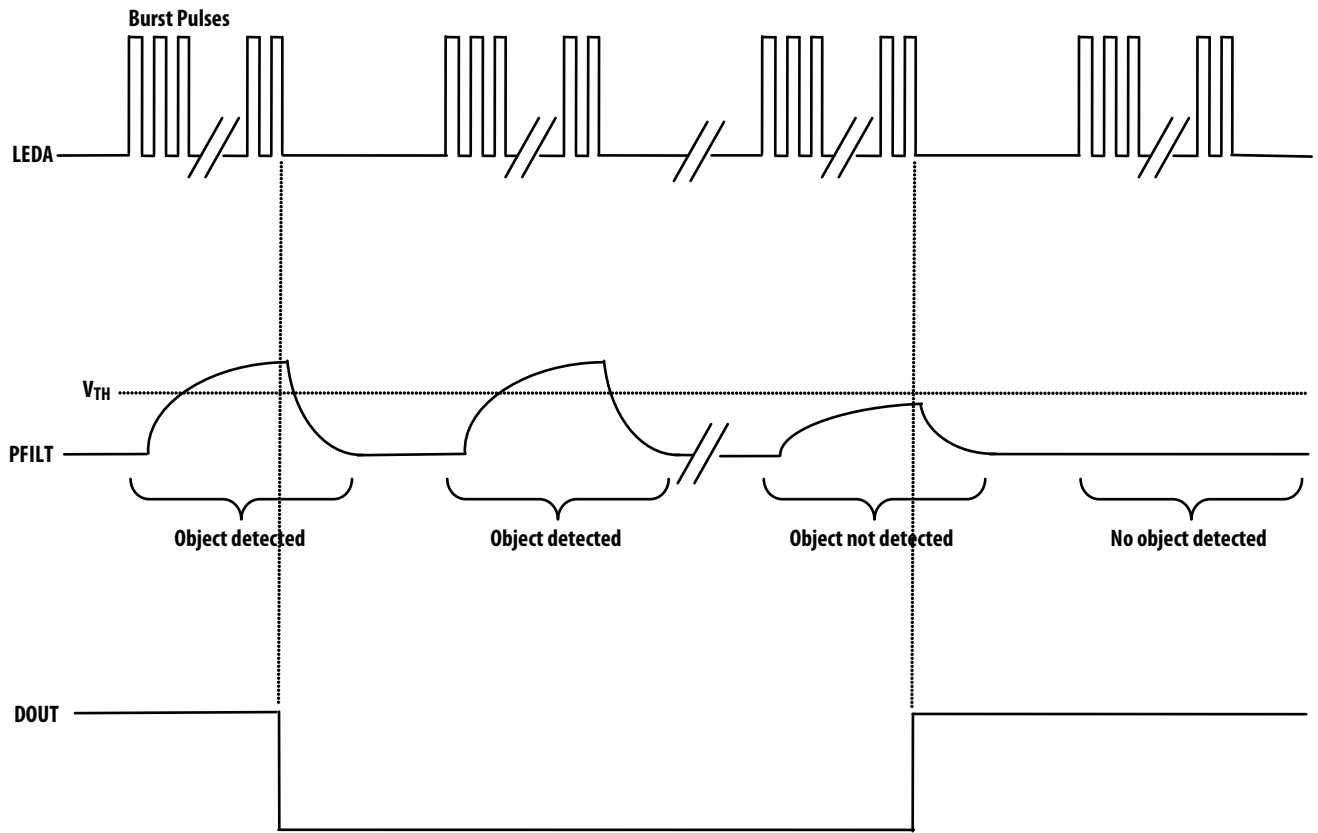 Burst Pulses
LEDA
VTH
PFILT
Object detected
Object detected
Object not detected
No object detected
DOUT